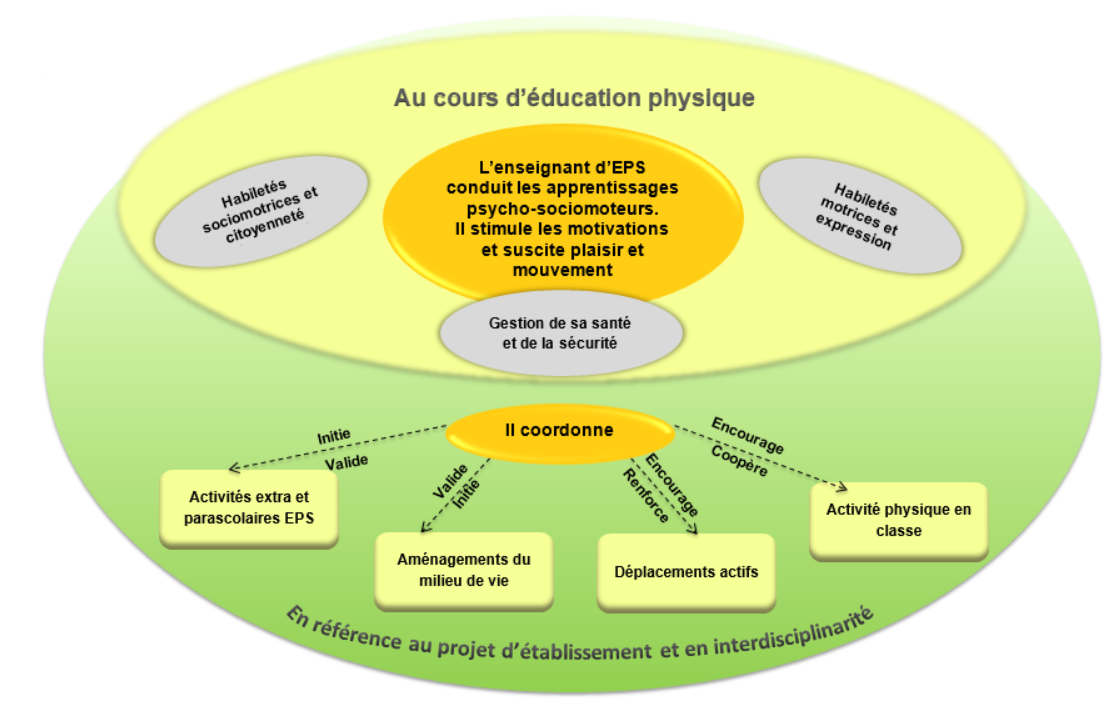 Au cours d'éducation physique
L'enseignant d'EPS
conduit les apprentissages
psycho-sociomoteurs.
Il stimule les motivations
et suscite plaisir et
mouvement
Habiletés
sociomotrices et
citoyenneté
Habiletés
motrices et
expression
Gestion de sa santé
et de la sécurité
Il coordonne
Initie
Valide
Valide
Initie
Encourage
Renforce
Encourage
Coopère
Activités extra et
parascolaires EPS
Aménagements du
milieu de vie
Déplacements actifs
Activité physique en
classe
En référence au projet d'établissement et en interdisciplinarité